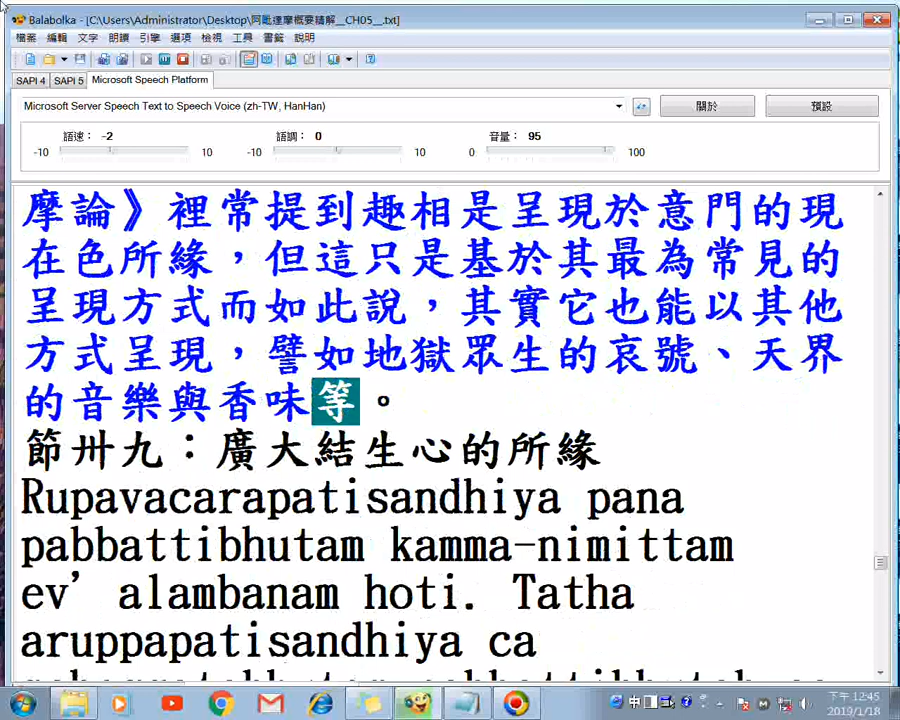 Balabolka - [C:\Users\Administrator\Desktop\阿毗達摩概要精解__CH05__.txt]
檔案 編輯 文字 朗讀 引擎 選項 檢視 工具 書籤 說明
SAPI 4 SAPI 5 Microsoft Speech Platform
Microsoft Server Speech Text to Speech Voice (zh-TW, HanHan) 關於 預設
語速： -2 語調： 0 音量： 95
-10 10 -10 10 0 100
摩論》裡常提到趣相是呈現於意門的現
在色所緣，但這只是基於其最為常見的
呈現方式而如此說，其實它也能以其他
方式呈現，譬如地獄眾生的哀號、天界
的音樂與香味等。
節卅九：廣大結生心的所緣
Rupavacarapatisandhiya pana
pabbattibhutam kamma-nimittam
ev’ alambanam hoti. Tatha
aruppapatisandhiya ca
中
下午 12:45
2019/1/18